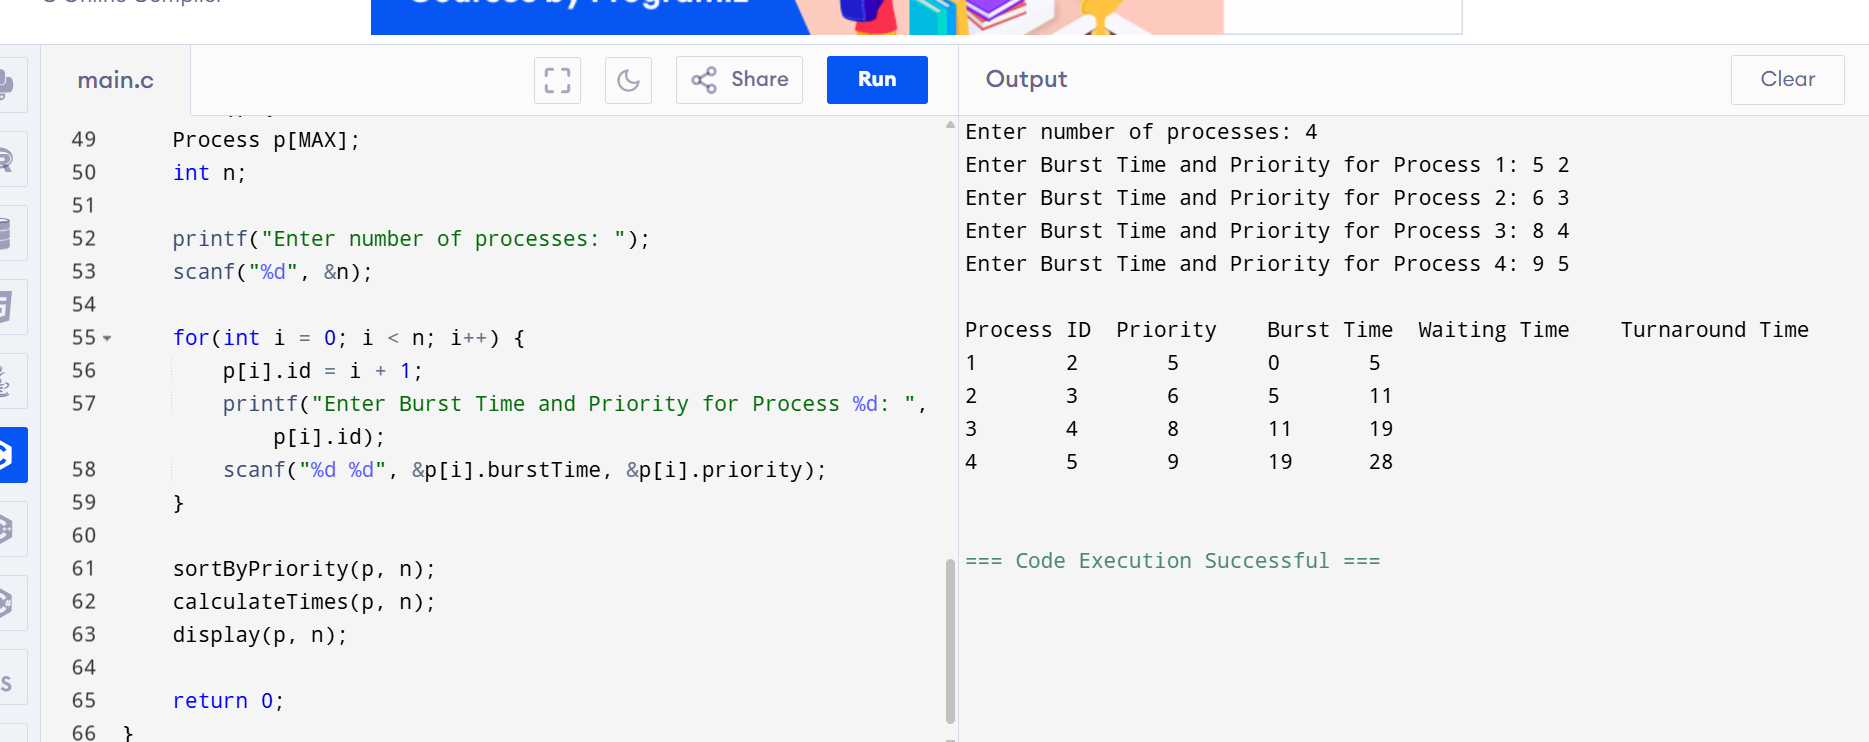 C Online Compiler
Courses by Programiz
main.c
Share
Run
Output
Clear
49 Process p[MAX];
50 int n;
51
52 printf("Enter number of processes: ");
53 scanf("%d", &n);
54
55 for(int i = 0; i < n; i++) {
56 p[i].id = i + 1;
57 printf("Enter Burst Time and Priority for Process %d: ",
p[i].id);
58 scanf("%d %d", &p[i].burstTime, &p[i].priority);
59 }
60
61 sortByPriority(p, n);
62 calculateTimes(p, n);
63 display(p, n);
64
65 return 0;
66 }
Enter number of processes: 4
Enter Burst Time and Priority for Process 1: 5 2
Enter Burst Time and Priority for Process 2: 6 3
Enter Burst Time and Priority for Process 3: 8 4
Enter Burst Time and Priority for Process 4: 9 5
Process ID Priority Burst Time Waiting Time Turnaround Time
1 2 5 0 5
2 3 6 5 11
3 4 8 11 19
4 5 9 19 28
=== Code Execution Successful ===